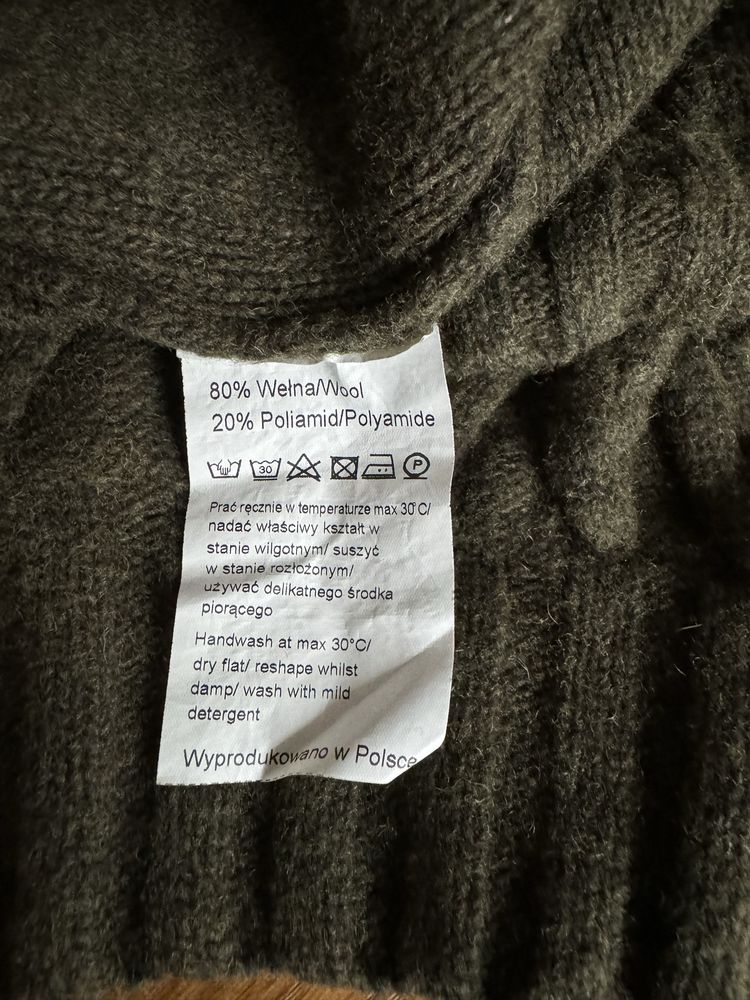 80% Wełna/Wool
20% Poliamid/Polyamide
30 P
Prać ręcznie w temperaturze max 30°C/
nadać właściwy kształt w
stanie wilgotnym/ suszyć
w stanie rozłożonym/
używać delikatnego środka
piorącego
Handwash at max 30°C/
dry flat/ reshape whilst
damp/ wash with mild
detergent
Wyprodukowano w Polsce